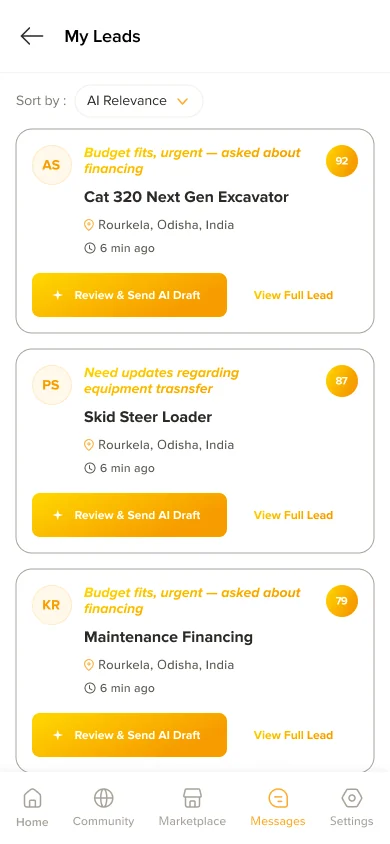 My Leads
Sort by :
AI Relevance
AS
Budget fits, urgent — asked about
financing
92
Cat 320 Next Gen Excavator
Rourkela, Odisha, India
6 min ago
Review & Send AI Draft
View Full Lead
PS
Need updates regarding
equipment trasnsfer
87
Skid Steer Loader
Rourkela, Odisha, India
6 min ago
Review & Send AI Draft
View Full Lead
KR
Budget fits, urgent — asked about
financing
79
Maintenance Financing
Rourkela, Odisha, India
6 min ago
Review & Send AI Draft
View Full Lead
Home
Community
Marketplace
Messages
Settings